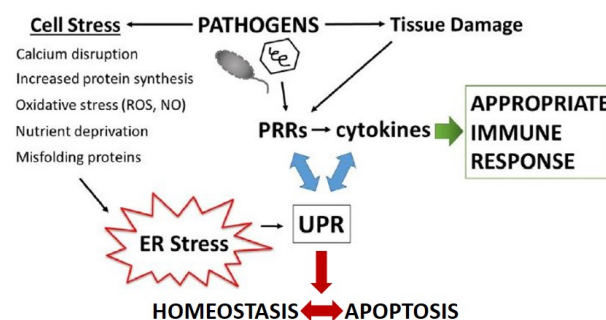 Cell Stress
PATHOGENS
Tissue Damage
Calcium disruption
Increased protein synthesis
Oxidative stress (ROS, NO)
Nutrient deprivation
Misfolding proteins
PRRs
cytokines
APPROPRIATE
IMMUNE
RESPONSE
ER Stress
UPR
HOMEOSTASIS
APOPTOSIS